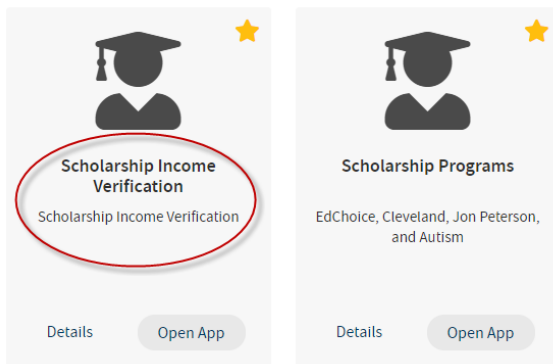 Scholarship Income
Verification
Scholarship Income Verification
Details
Open App
Scholarship Programs
EdChoice, Cleveland, Jon Peterson,
and Autism
Details
Open App